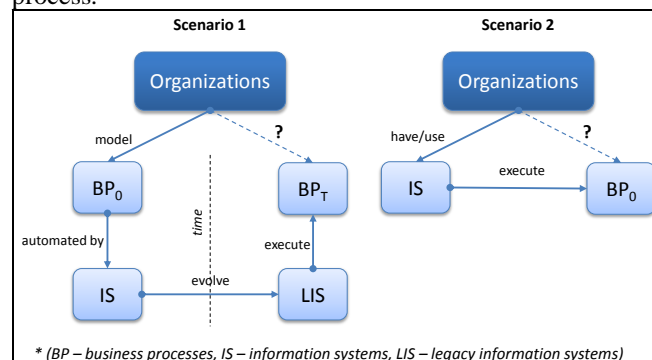 process.
Scenario 1
Scenario 2
Organizations
Organizations
model
?
have/use
?
BP0
BPT
IS
execute
BP0
time
automated by
execute
IS
evolve
LIS
* (BP – business processes, IS – information systems, LIS – legacy information systems)